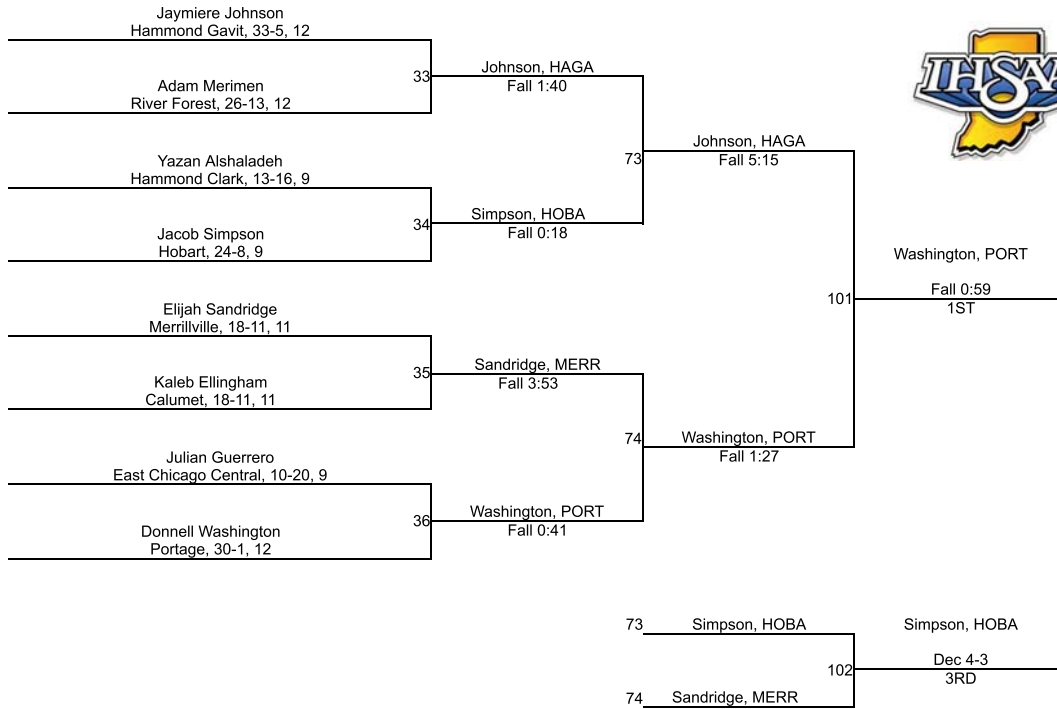 Jaymiere Johnson
Hammond Gavit, 33-5, 12
33
Adam Merimen
River Forest, 26-13, 12
Johnson, HAGA
Fall 1:40
Yazan Alshaladeh
Hammond Clark, 13-16, 9
34
Jacob Simpson
Hobart, 24-8, 9
Simpson, HOBA
Fall 0:18
73
Johnson, HAGA
Fall 5:15
Elijah Sandridge
Merrillville, 18-11, 11
35
Kaleb Ellingham
Calumet, 18-11, 11
Sandridge, MERR
Fall 3:53
Julian Guerrero
East Chicago Central, 10-20, 9
36
Donnell Washington
Portage, 30-1, 12
Washington, PORT
Fall 0:41
74
Washington, PORT
Fall 1:27
101
Washington, PORT
Fall 0:59
1ST
IHSAA
73
Simpson, HOBA
74
Sandridge, MERR
102
Simpson, HOBA
Dec 4-3
3RD